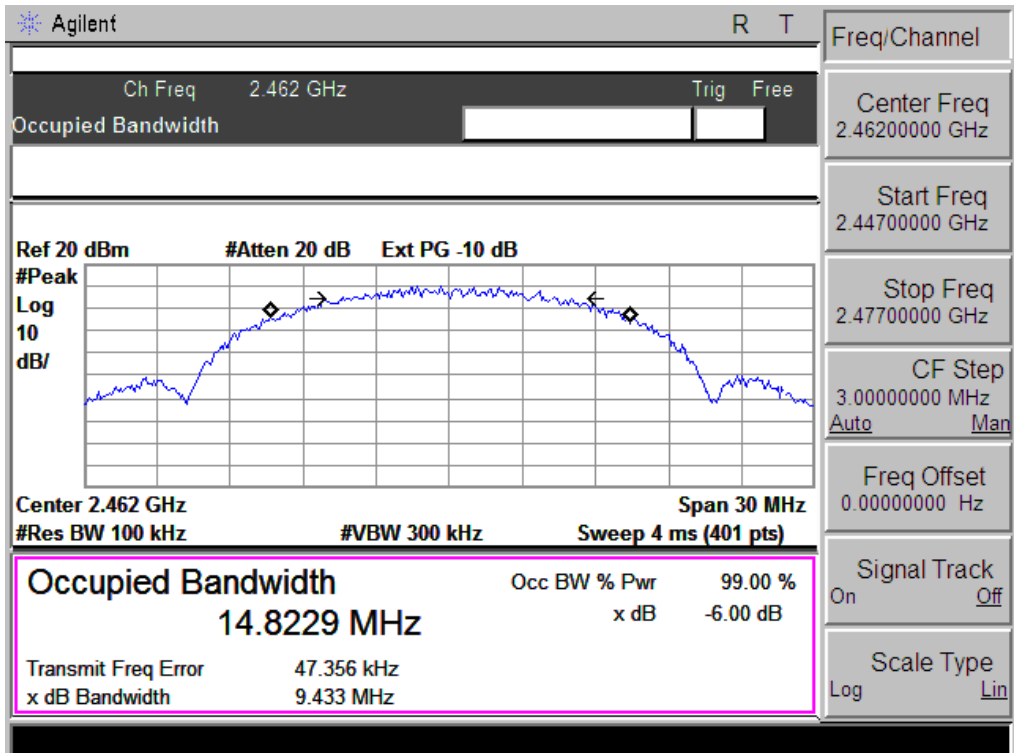 Agilent R T
Ch Freq 2.462 GHz Trig Free
Occupied Bandwidth
Ref 20 dBm #Atten 20 dB Ext PG -10 dB
#Peak
Log
10
dB/
Center 2.462 GHz Span 30 MHz
#Res BW 100 kHz #VBW 300 kHz Sweep 4 ms (401 pts)
Occupied Bandwidth
14.8229 MHz
Occ BW % Pwr 99.00 %
x dB -6.00 dB
Transmit Freq Error 47.356 kHz
x dB Bandwidth 9.433 MHz
Freq/Channel
Center Freq
2.46200000 GHz
Start Freq
2.44700000 GHz
Stop Freq
2.47700000 GHz
CF Step
3.00000000 MHz
Auto Man
Freq Offset
0.00000000 Hz
Signal Track
On Off
Scale Type
Log Lin